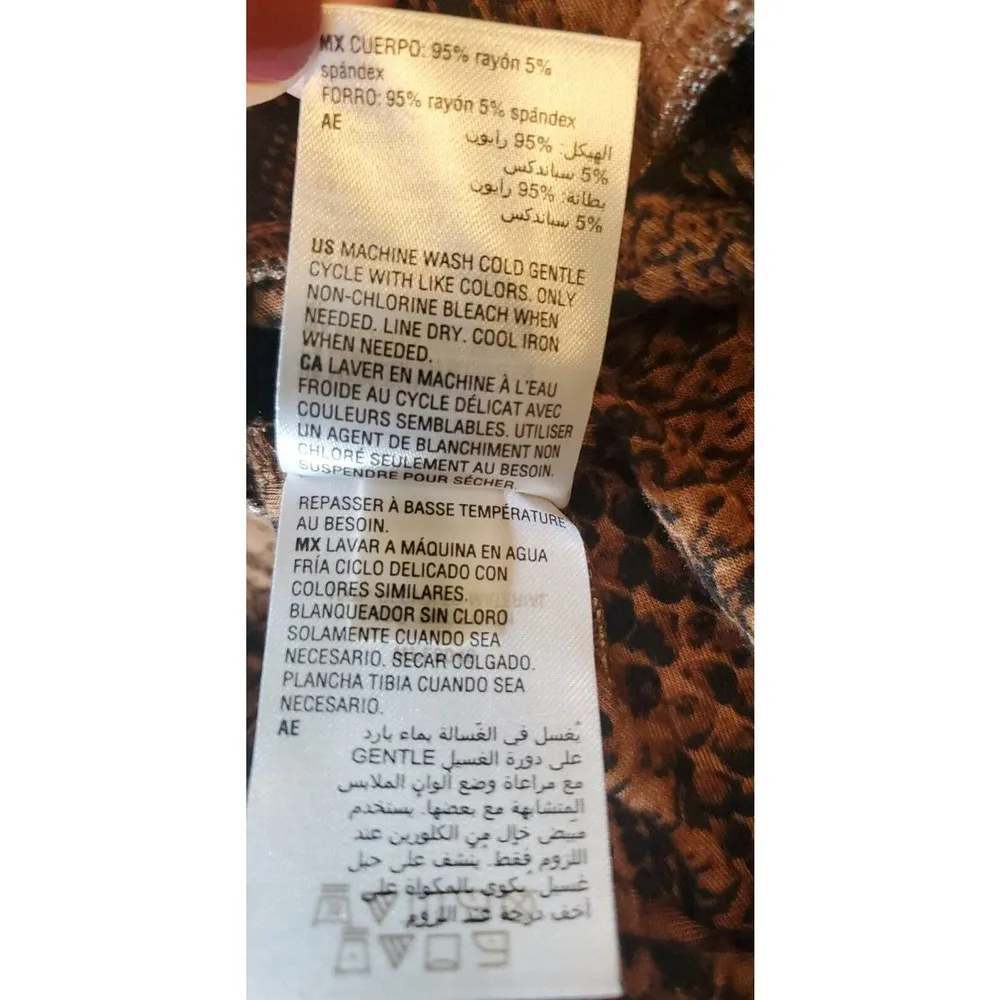 MX CUERPO: 95% rayón 5%
spándex
FORRO: 95% rayón 5% spándex
AE
الهيكل: 95% رايون
5% سباندكس
بطانة: 95% رايون
5% سباندكس
US MACHINE WASH COLD GENTLE
CYCLE WITH LIKE COLORS. ONLY
NON-CHLORINE BLEACH WHEN
NEEDED. LINE DRY. COOL IRON
WHEN NEEDED.
CA LAVER EN MACHINE À L'EAU
FROIDE AU CYCLE DÉLICAT AVEC
COULEURS SEMBLABLES. UTILISER
UN AGENT DE BLANCHIMENT NON
CHLORÉ SEULEMENT AU BESOIN.
SUSPENDRE POUR SÉCHER.
REPASSER À BASSE TEMPÉRATURE
AU BESOIN.
MX LAVAR A MÁQUINA EN AGUA
FRÍA CICLO DELICADO CON
COLORES SIMILARES.
BLANQUEADOR SIN CLORO
SOLAMENTE CUANDO SEA
NECESARIO. SECAR COLGADO.
PLANCHA TIBIA CUANDO SEA
NECESARIO.
AE يُغسل في الغسالة بماء بارد
على دورة الغسيل GENTLE
مع مراعاة وضع ألوان الملابس
المتشابهة مع بعضها. يستخدم
مبيض خالٍ من الكلورين عند
اللزوم فقط. ينشف على حبل
غسيل. يكوى بالمكواة على
أخف درجة عند اللزوم